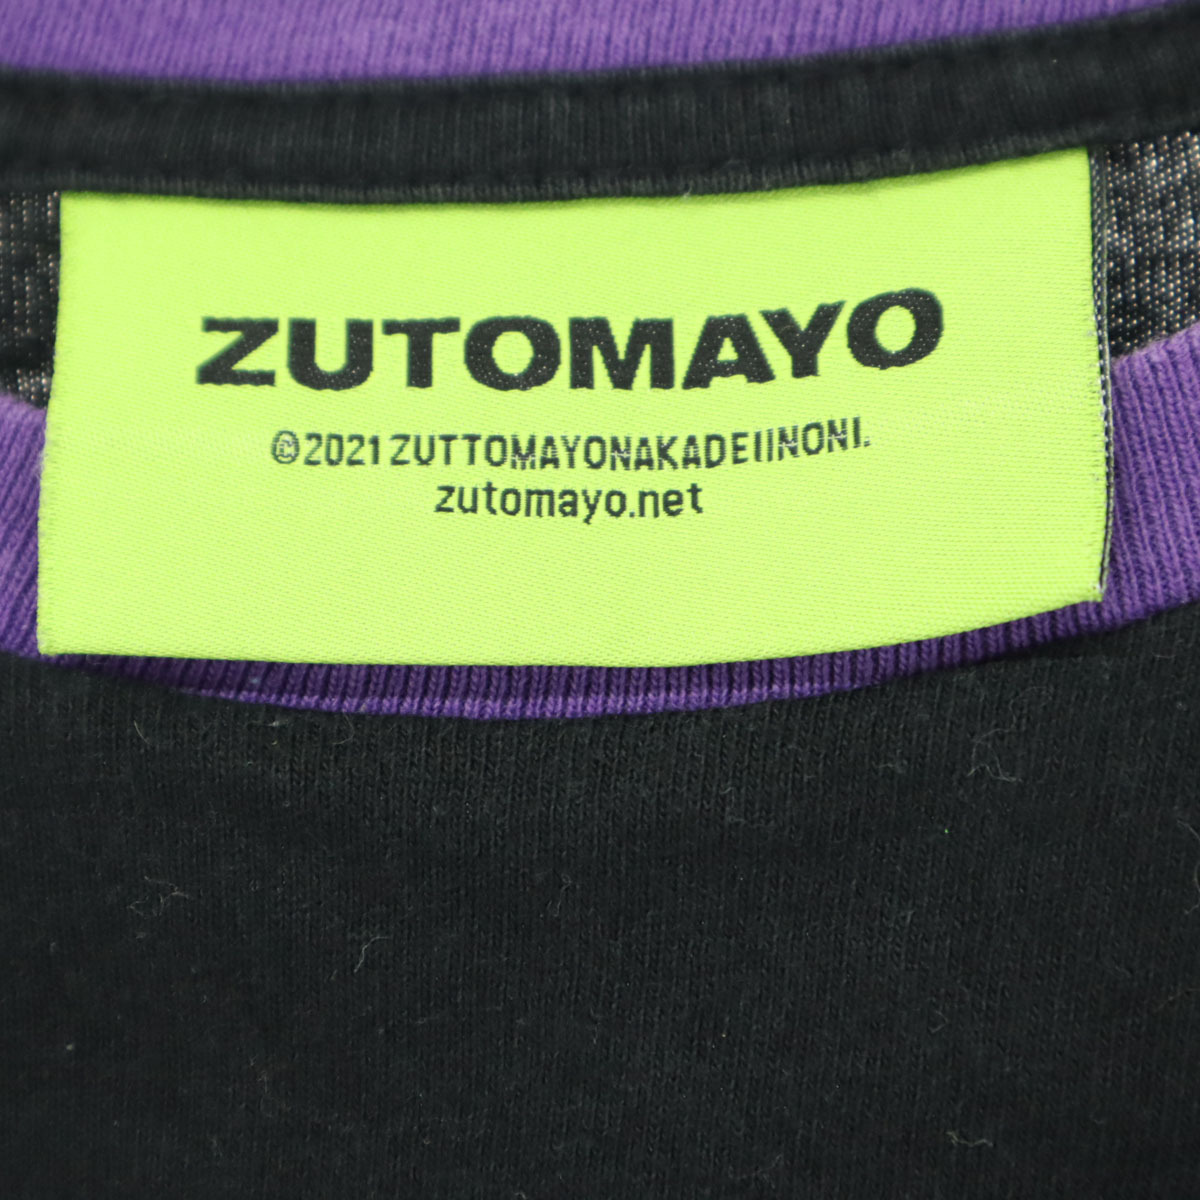 ZUTOMAYO
©2021 ZUTTOMAYONAKADEIINONI.
zutomayo.net